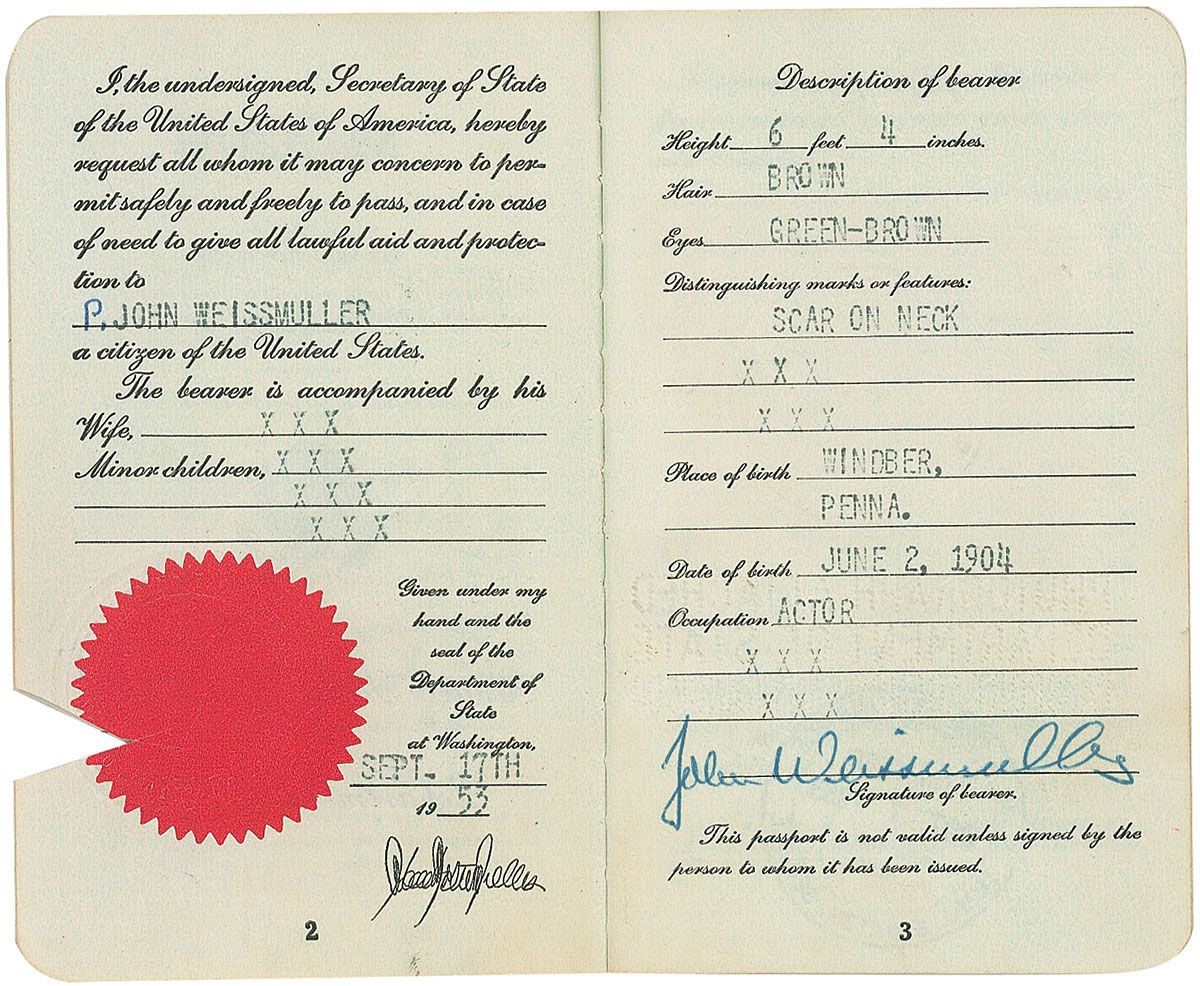 I, the undersigned, Secretary of State
of the United States of America, hereby
request all whom it may concern to per-
mit safely and freely to pass, and in case
of need to give all lawful aid and protec-
tion to
P. JOHN WEISSMULLER
a citizen of the United States.
The bearer is accompanied by his
Wife, X X X
Minor children, X X X
X X X
X X X
Given under my
hand and the
seal of the
Department of
State
at Washington,
SEPT. 17TH
19 53
2
Description of bearer
Height 6 feet 4 inches.
Hair BROWN
Eyes GREEN-BROWN
Distinguishing marks or features:
SCAR ON NECK
X X X
X X X
Place of birth WINDBER,
PENNA.
Date of birth JUNE 2, 1904
Occupation ACTOR
X X X
X X X
John Weissmuller
Signature of bearer.
This passport is not valid unless signed by the
person to whom it has been issued.
3